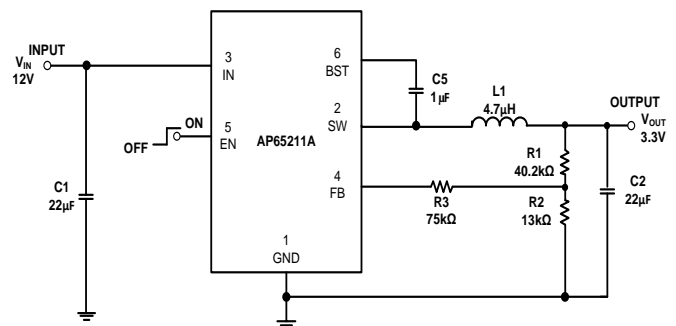 INPUT
V_IN
12V
3
IN
C1
22µF
OFF
ON
5
EN
AP65211A
6
BST
2
SW
4
FB
1
GND
C5
1µF
L1
4.7µH
R3
75kΩ
R1
40.2kΩ
R2
13kΩ
OUTPUT
V_OUT
3.3V
C2
22µF